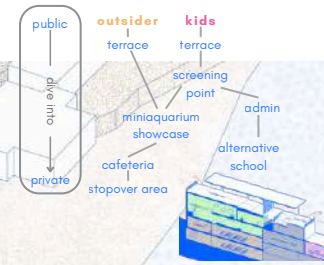 public
dive into
private
outsider
terrace
kids
terrace
screening
point
miniaquarium
showcase
admin
cafeteria
alternative
school
stopover area